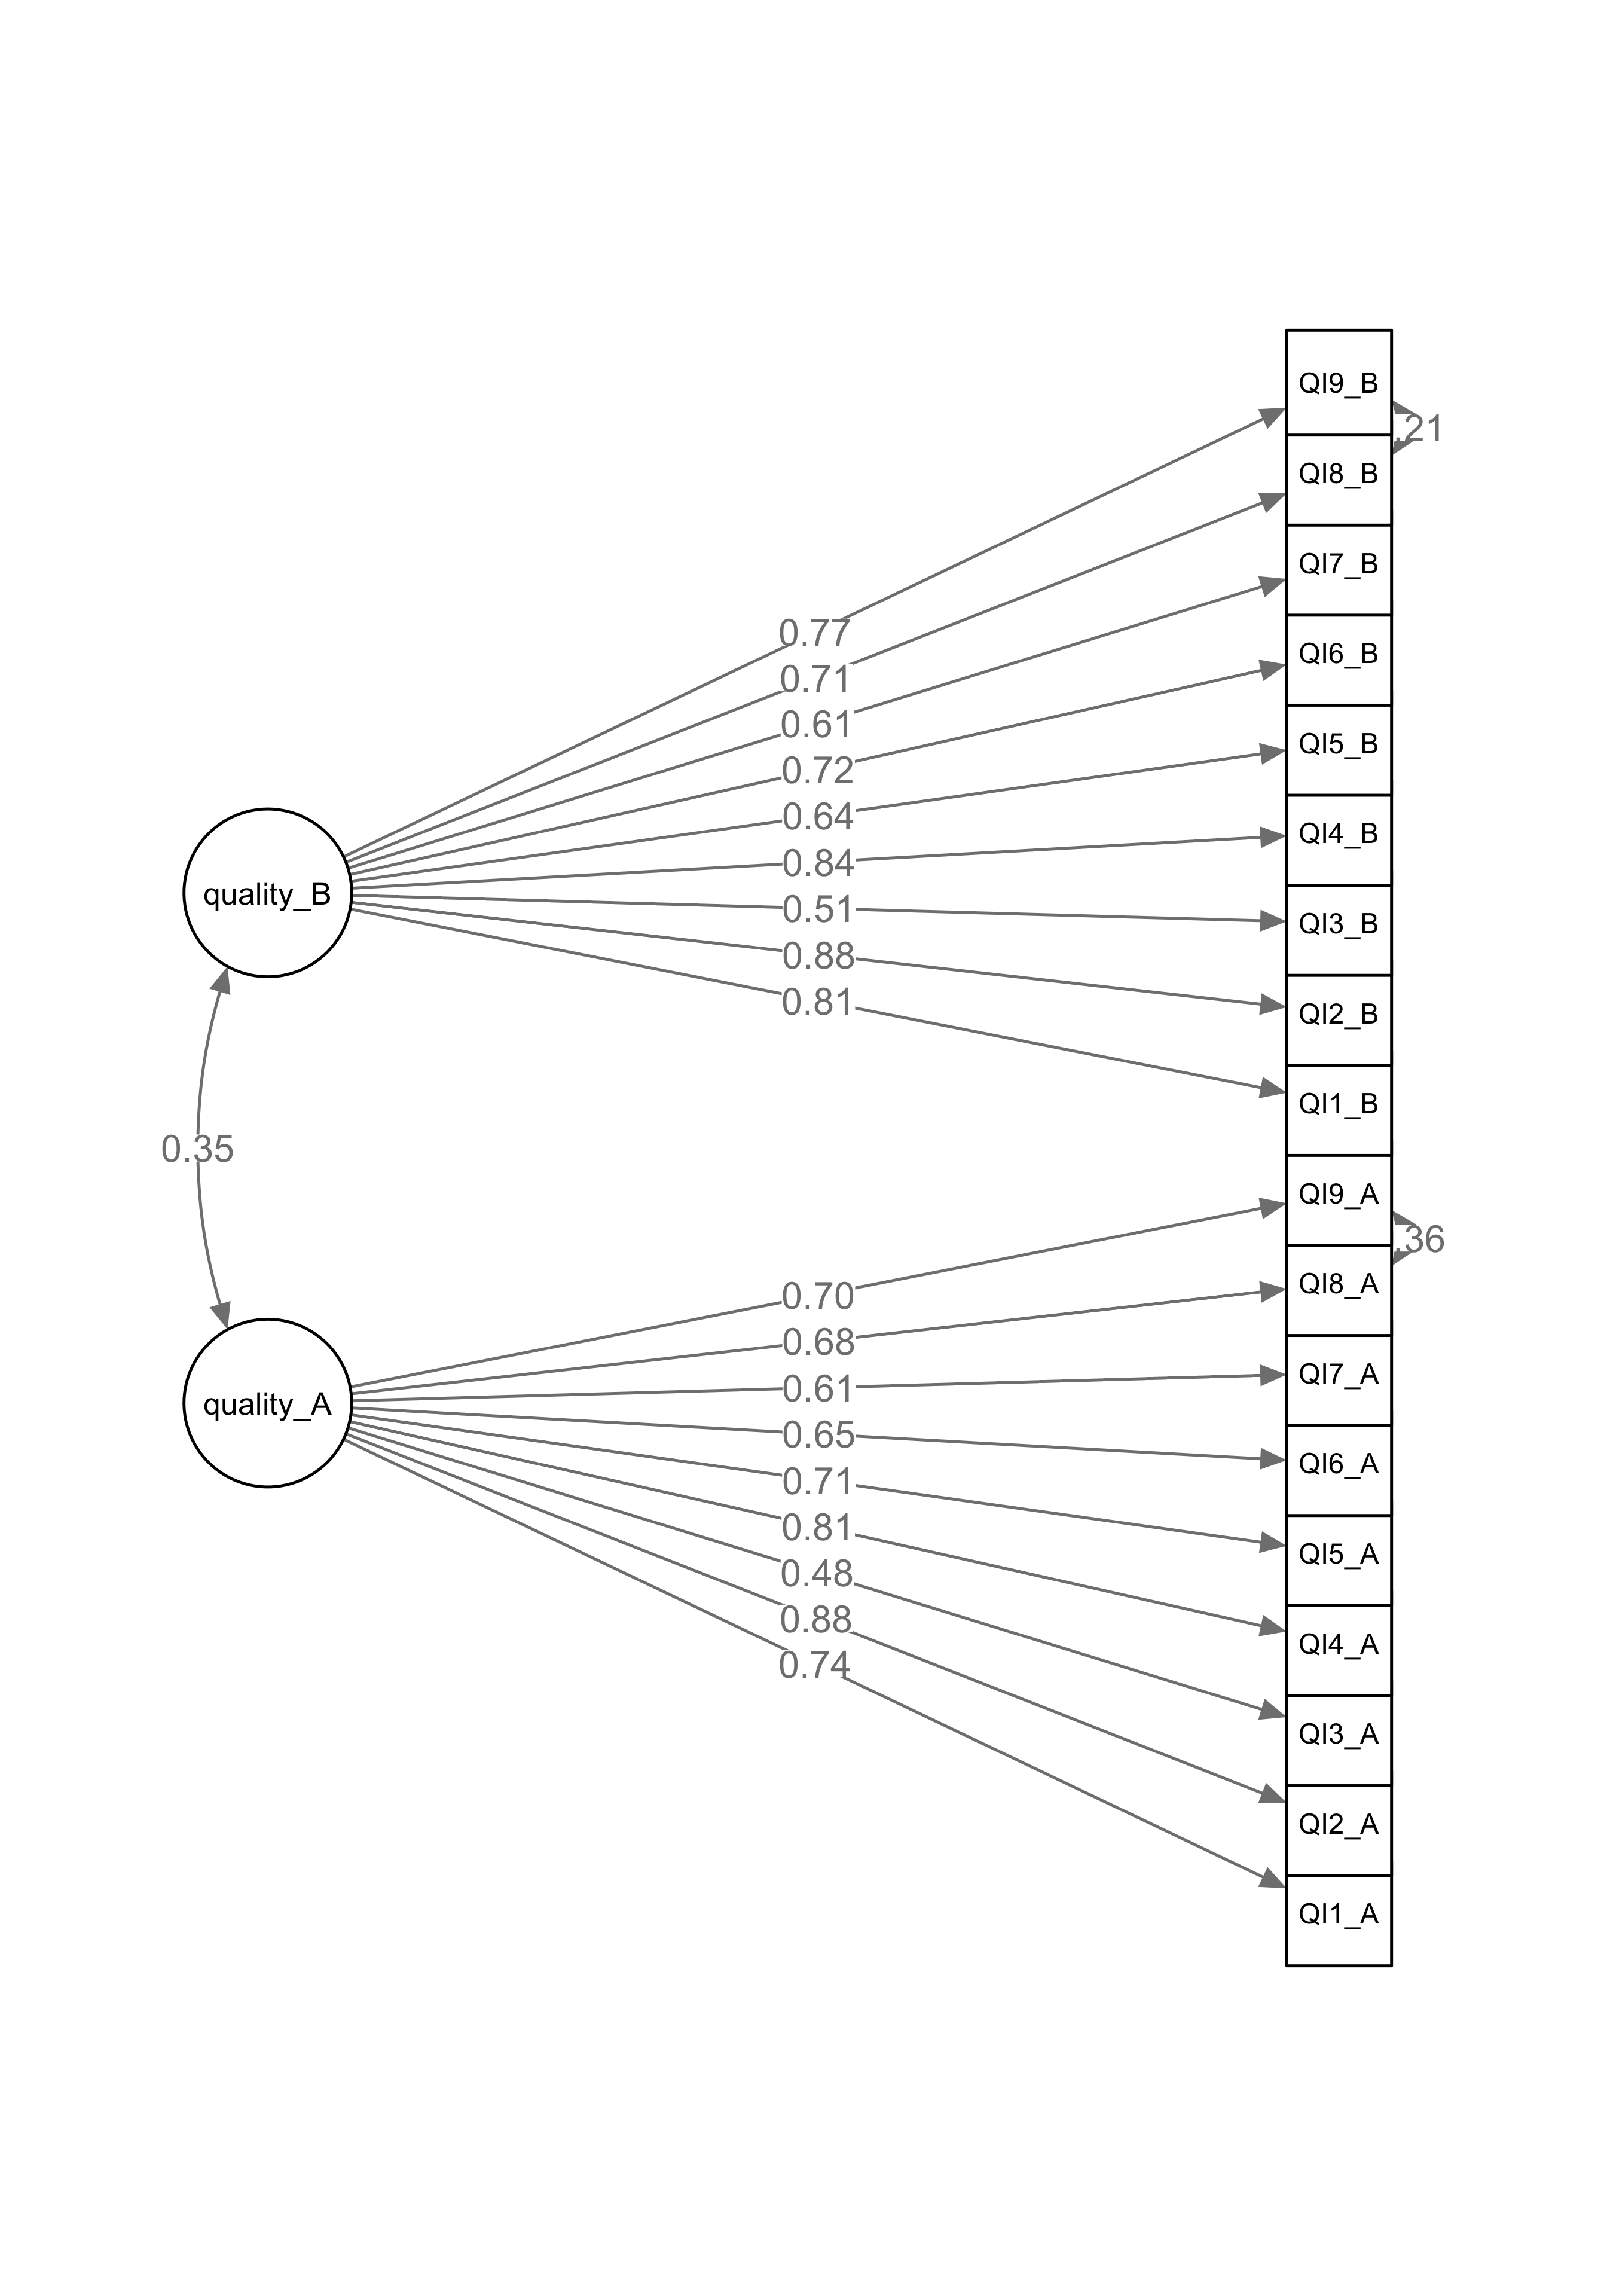 QI9_B
.21
QI8_B
QI7_B
QI6_B
0.77
0.71
0.61
QI5_B
0.72
0.64
QI4_B
0.84
quality_B
0.51
QI3_B
0.88
0.81
QI2_B
QI1_B
0.35
QI9_A
.36
0.70
QI8_A
0.68
0.61
QI7_A
quality_A
0.65
QI6_A
0.71
0.81
QI5_A
0.48
0.88
QI4_A
0.74
QI3_A
QI2_A
QI1_A